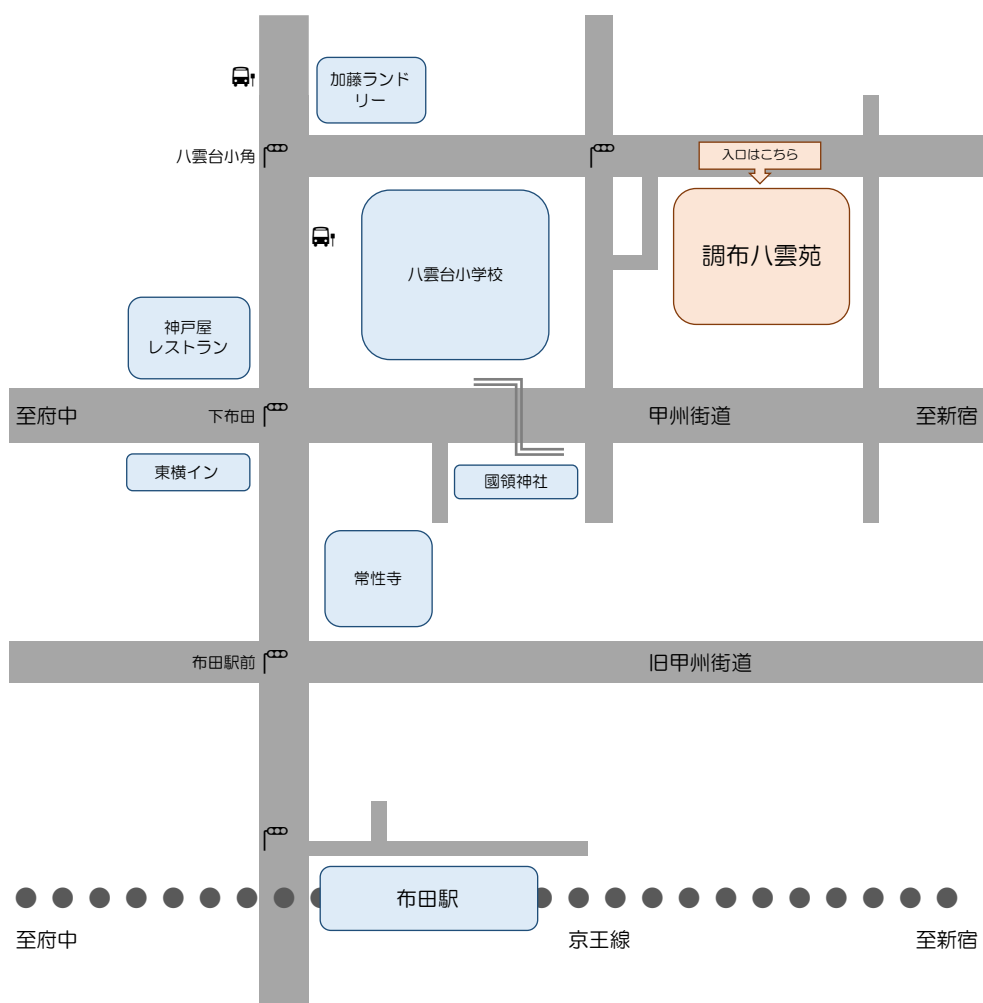 加藤ランド
リー
八雲台小角
入口はこちら
調布八雲苑
八雲台小学校
神戸屋
レストラン
至府中
下布田
甲州街道
至新宿
東横イン
國領神社
常性寺
布田駅前
旧甲州街道
布田駅
至府中
京王線
至新宿